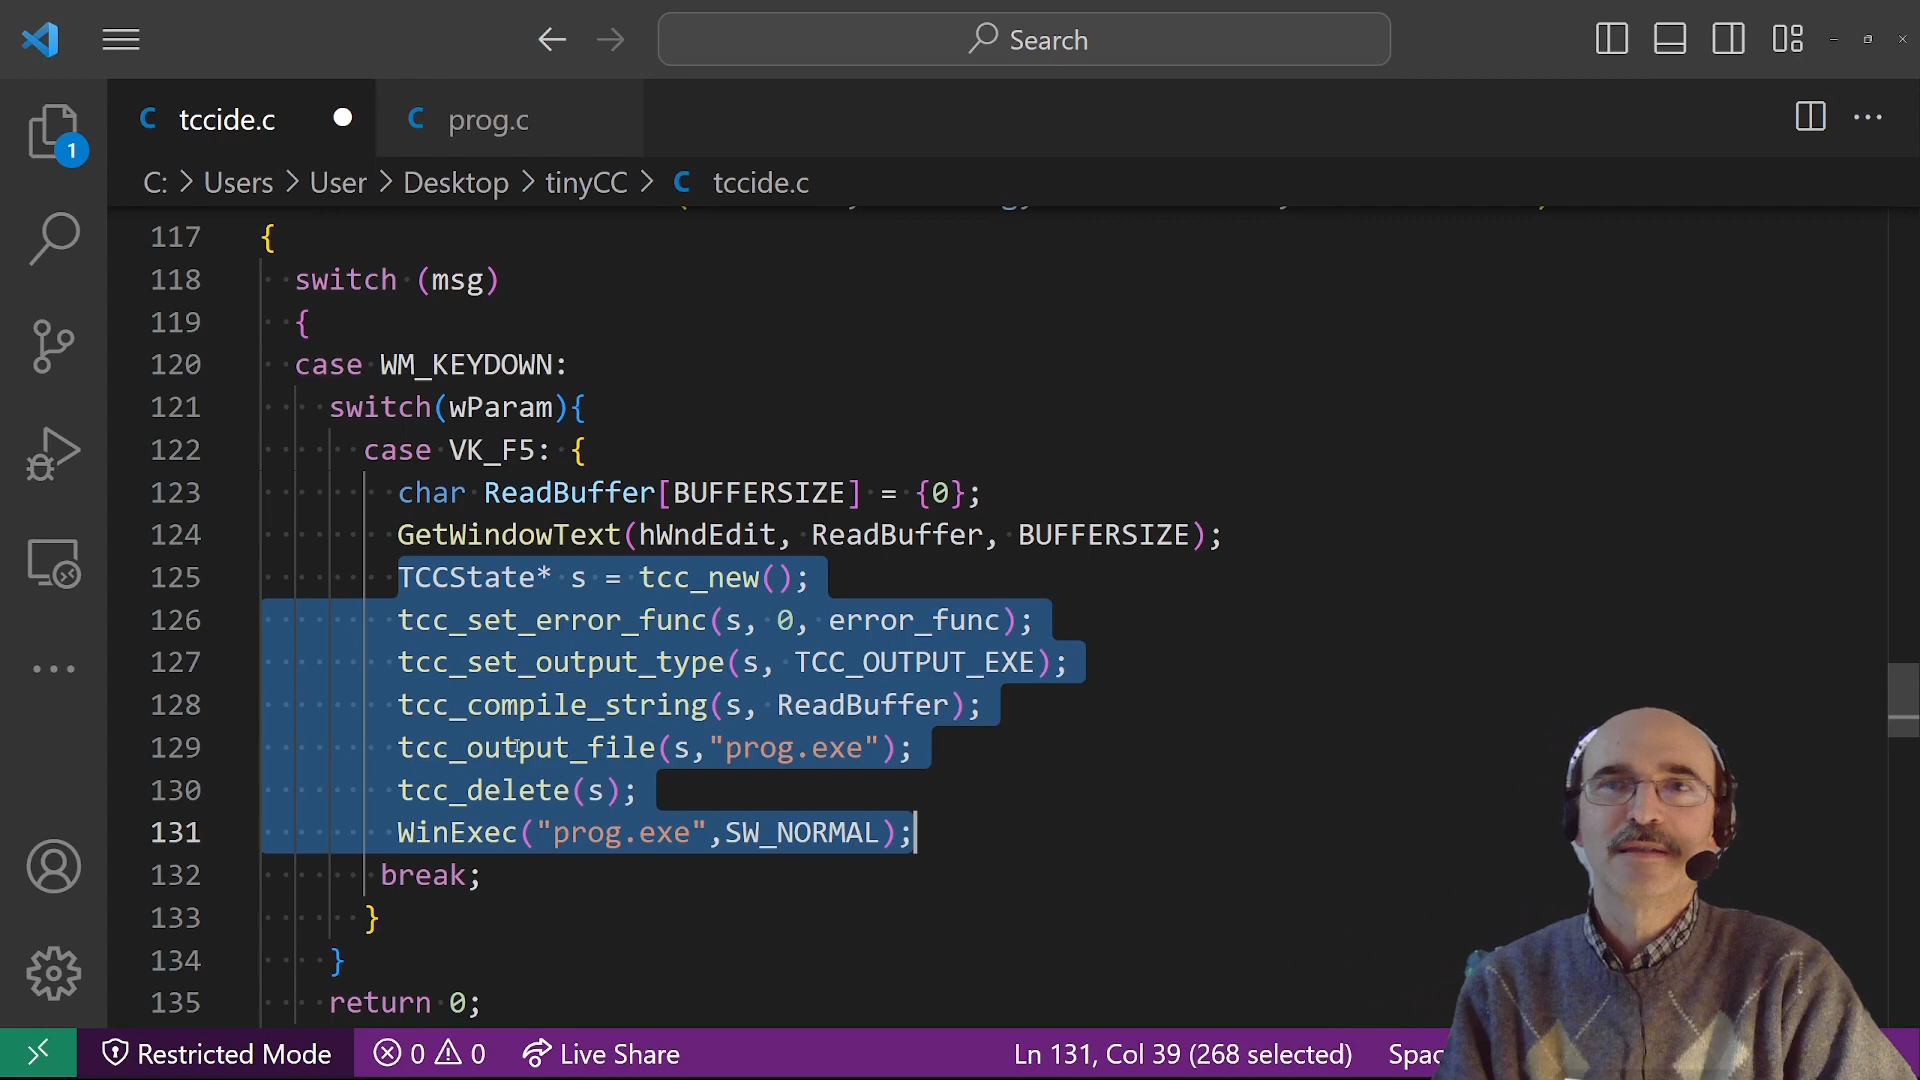 Search
C tccide.c
C prog.c
C: > Users > User > Desktop > tinyCC > C tccide.c
1
117 {
118 switch (msg)
119 {
120 case WM_KEYDOWN:
121 switch(wParam){
122 case VK_F5: {
123 char ReadBuffer[BUFFERSIZE] = {0};
124 GetWindowText(hWndEdit, ReadBuffer, BUFFERSIZE);
125 TCCState* s = tcc_new();
126 tcc_set_error_func(s, 0, error_func);
127 tcc_set_output_type(s, TCC_OUTPUT_EXE);
128 tcc_compile_string(s, ReadBuffer);
129 tcc_output_file(s,"prog.exe");
130 tcc_delete(s);
131 WinExec("prog.exe",SW_NORMAL);
132 break;
133 }
134 }
135 return 0;
Restricted Mode 0 0 Live Share Ln 131, Col 39 (268 selected)